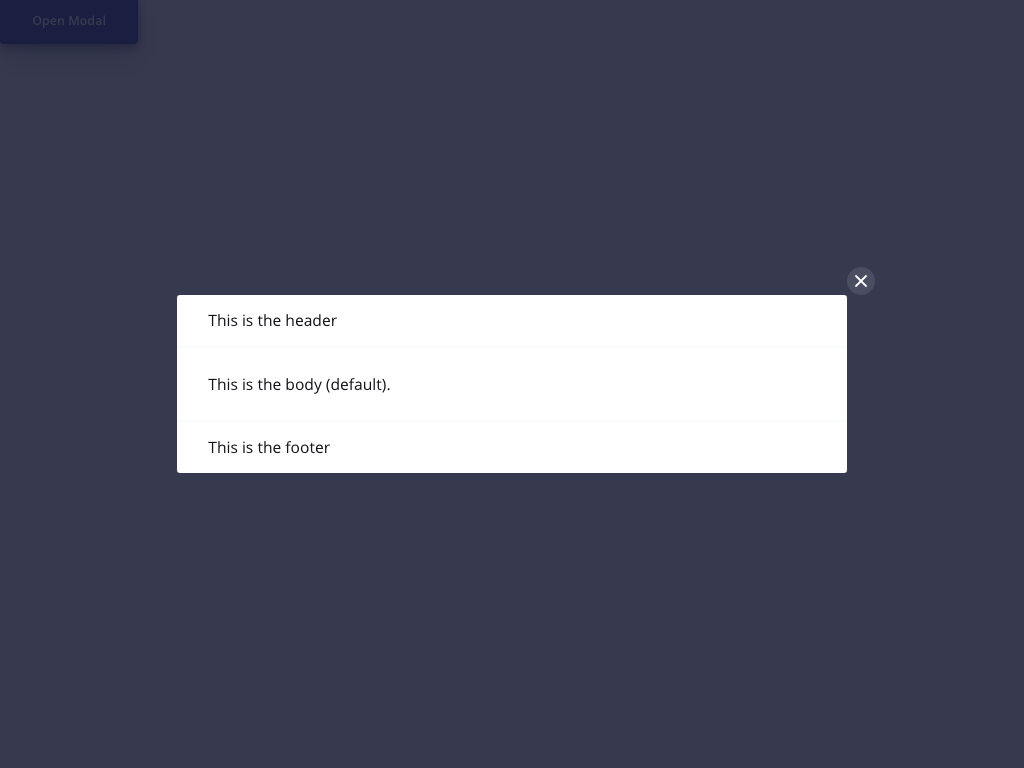 Open Modal
This is the header
This is the body (default).
This is the footer